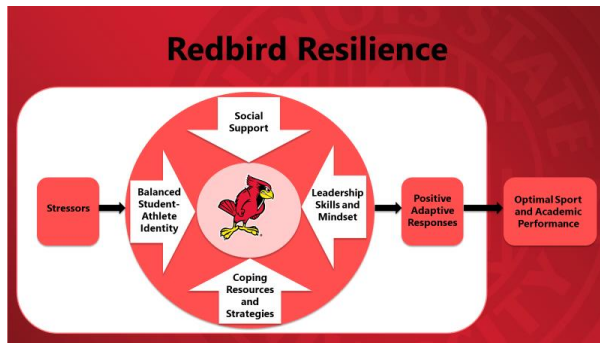 Redbird Resilience
Social
Support
Stressors
Balanced
Student-
Athlete
Identity
Leadership
Skills and
Mindset
Positive
Adaptive
Responses
Optimal Sport
and Academic
Performance
Coping
Resources
and
Strategies